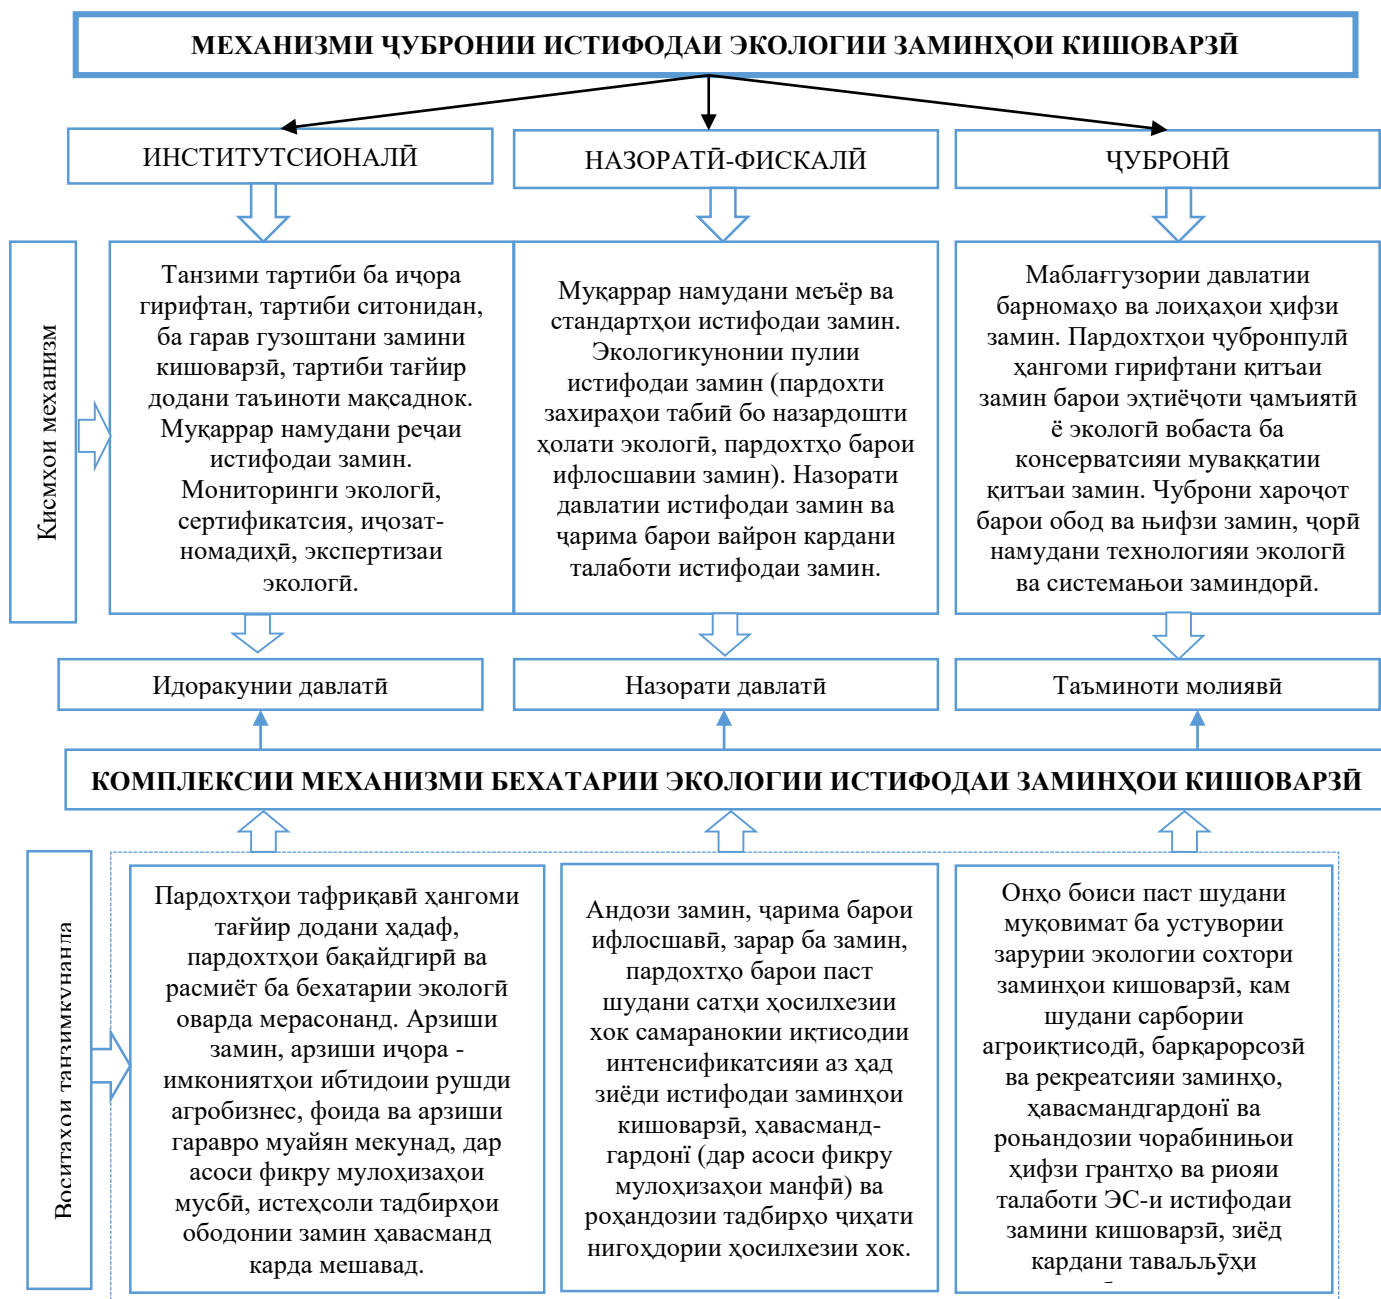 МЕХАНИЗМИ ҶУБРОНИИ ИСТИФОДАИ ЭКОЛОГИИ ЗАМИНҲОИ КИШОВАРЗӢ
ИНСТИТУТСИОНАЛӢ
НАЗОРАТӢ-ФИСКАЛӢ
ҶУБРОНӢ
Қисмҳои механизм
Танзими тартиби ба иҷора
гирифтан, тартиби ситонидан,
ба гарав гузоштани замини
кишоварзӣ, тартиби тағйир
додани таъиноти мақсаднок.
Муқаррар намудани реҷаи
истифодаи замин.
Мониторинги экологӣ,
сертификатсия, иҷозат-
номадиҳӣ, экспертизаи
экологӣ.
Муқаррар намудани меъёр ва
стандартҳои истифодаи замин.
Экологикунонии пулии
истифодаи замин (пардохти
захираҳои табиӣ бо назардошти
ҳолати экологӣ, пардохтҳо барои
ифлосшавии замин). Назорати
давлатии истифодаи замин ва
ҷарима барои вайрон кардани
талаботи истифодаи замин.
Маблағгузории давлатии
барномаҳо ва лоиҳаҳои ҳифзи
замин. Пардохтҳои ҷубронпулӣ
ҳангоми гирифтани қитъаи
замин барои эҳтиёҷоти ҷамъиятӣ
ё экологӣ вобаста ба
консерватсияи муваққатии
қитъаи замин. Ҷуброни хароҷот
барои обод ва њифзи замин, ҷорӣ
намудани технологияи экологӣ
ва системањои заминдорӣ.
Идоракунии давлатӣ
Назорати давлатӣ
Таъминоти молиявӣ
КОМПЛЕКСИИ МЕХАНИЗМИ БЕХАТАРИИ ЭКОЛОГИИ ИСТИФОДАИ ЗАМИНҲОИ КИШОВАРЗӢ
Воситаҳои танзимкунанда
Пардохтҳои тафриқавӣ ҳангоми
тағйир додани ҳадаф,
пардохтҳои бақайдгирӣ ва
расмиёт ба бехатарии экологӣ
оварда мерасонанд. Арзиши
замин, арзиши иҷора -
имкониятҳои ибтидоии рушди
агробизнес, фоида ва арзиши
гаравро муайян мекунад, дар
асоси фикру мулоҳизаҳои
мусбӣ, истеҳсоли тадбирҳои
ободонии замин ҳавасманд
карда мешавад.
Андози замин, ҷарима барои
ифлосшавӣ, зарар ба замин,
пардохтҳо барои паст
шудани сатҳи ҳосилхезии
хок самаранокии иқтисодии
интенсификатсияи аз ҳад
зиёди истифодаи заминҳои
кишоварзӣ, ҳавасманд-
гардонї (дар асоси фикру
мулоҳизаҳои манфӣ) ва
роҳандозии тадбирҳо ҷиҳати
нигоҳдории ҳосилхезии хок.
Онҳо боиси паст шудани
муқовимат ба устувории
зарурии экологии сохтори
заминҳои кишоварзӣ, кам
шудани сарбории
агроиқтисодӣ, барқарорсозӣ
ва рекреатсияи заминҳо,
ҳавасмандгардонї ва
роњандозии чорабинињои
ҳифзи грантҳо ва риояи
талаботи ЭС-и истифодаи
замини кишоварзӣ, зиёд
кардани таваљљӯҳи